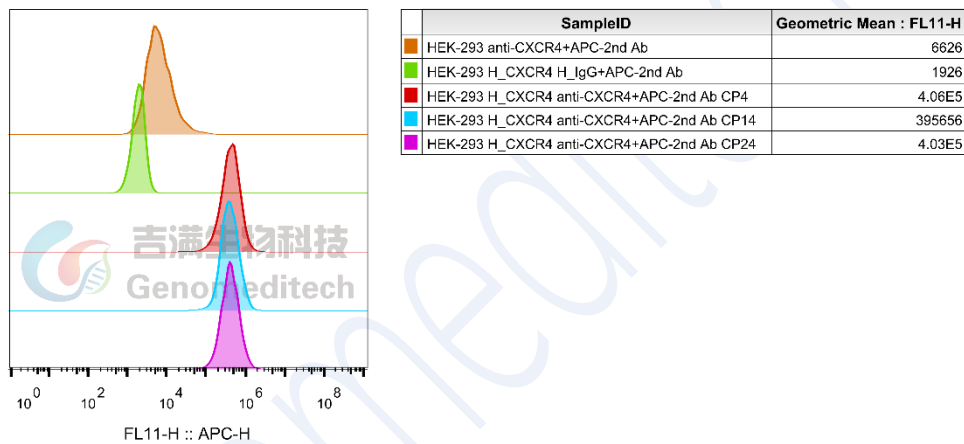 SampleID Geometric Mean : FL11-H
HEK-293 anti-CXCR4+APC-2nd Ab 6626
HEK-293 H_CXCR4 H_IgG+APC-2nd Ab 1926
HEK-293 H_CXCR4 anti-CXCR4+APC-2nd Ab CP4 4.06E5
HEK-293 H_CXCR4 anti-CXCR4+APC-2nd Ab CP14 395656
HEK-293 H_CXCR4 anti-CXCR4+APC-2nd Ab CP24 4.03E5
吉满生物科技
Genomeditech
10^0 10^2 10^4 10^6 10^8
FL11-H :: APC-H
omeditech